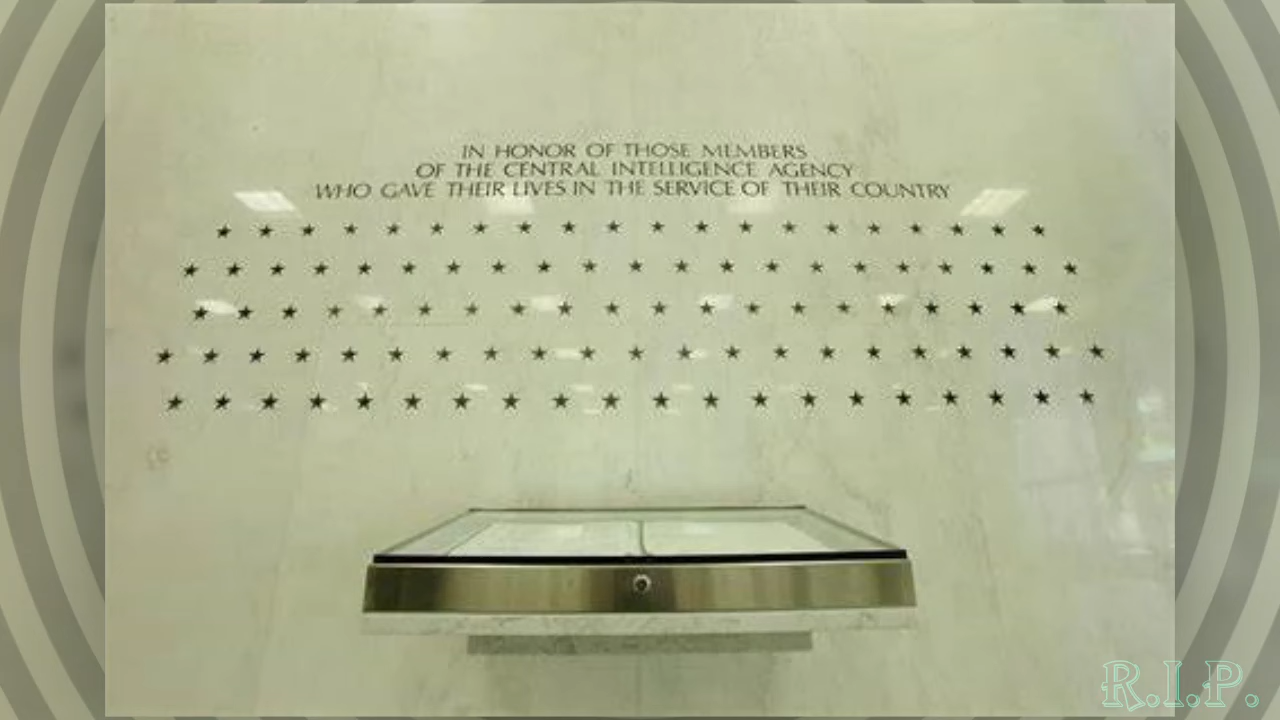 IN HONOR OF THOSE MEMBERS
OF THE CENTRAL INTELLIGENCE AGENCY
WHO GAVE THEIR LIVES IN THE SERVICE OF THEIR COUNTRY
R.I.P.